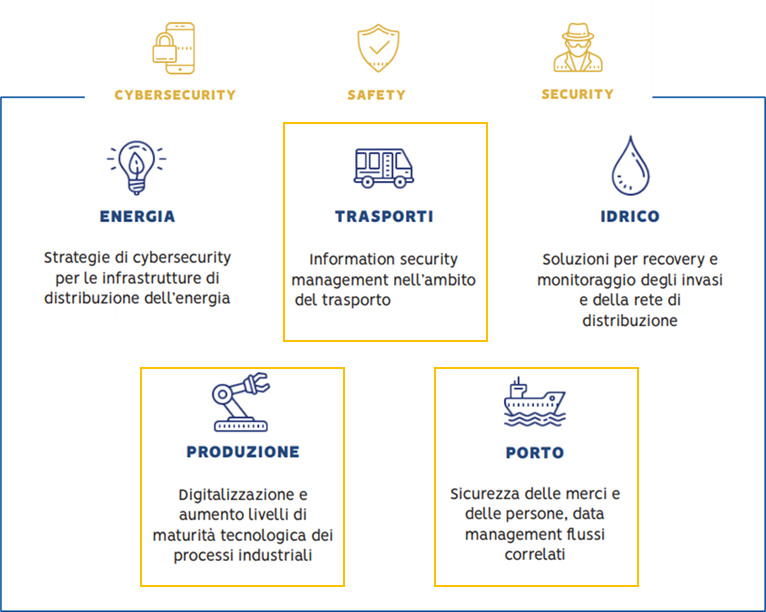 CYBERSECURITY
SAFETY
SECURITY
ENERGIA
Strategie di cybersecurity
per le infrastrutture di
distribuzione dell'energia
TRASPORTI
Information security
management nell'ambito
del trasporto
IDRICO
Soluzioni per recovery e
monitoraggio degli invasi
e della rete di
distribuzione
PRODUZIONE
Digitalizzazione e
aumento livelli di
maturità tecnologica dei
processi industriali
PORTO
Sicurezza delle merci e
delle persone, data
management flussi
correlati